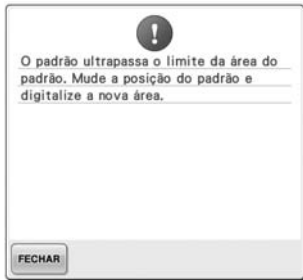 O padrão ultrapassa o limite da área do
padrão. Mude a posição do padrão e
digitalize a nova área.
FECHAR